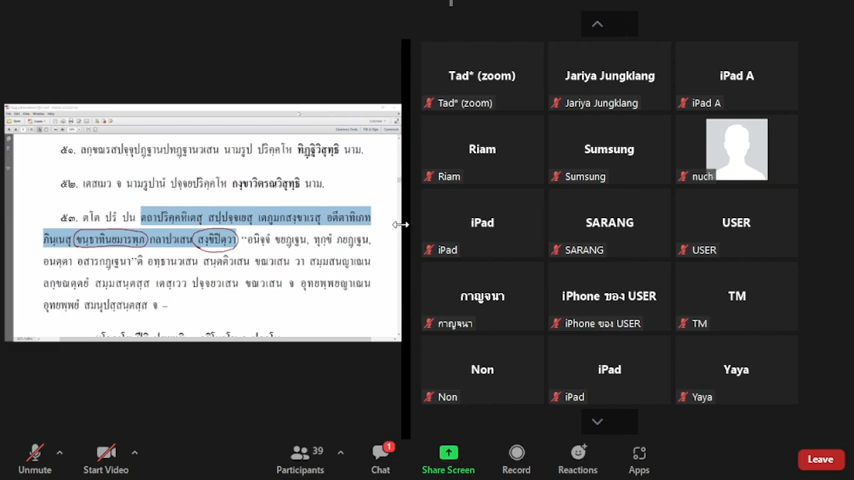 ๕๑. ลกฺขณรสปจฺจุปฏฺฐานปทฏฺฐานวเสน นามรูป ปริคฺคโห ทิฏฺฐิวิสุทฺธิ นาม.
๕๒. เตสเมว จ นามรูปานํ ปจฺจยปริคฺคโห กงฺขาวิตรณวิสุทฺธิ นาม.
๕๓. ตโต ปรํ ปน ตถาปริคฺคหิเตสุ สปฺปจฺจเยสุ เตภูมกสงฺขาเรสุ อตีตาทิเภท
ภินฺเนสุ ขนฺธาทินยมารพฺภ กลาปวเสน สงฺขิปิตฺวา "อนิจฺจํ ขยฏฺเฐน, ทุกฺขํ ภยฏฺเฐน,
อนตฺตา อสารกฏฺเฐนา"ติ อทฺธานวเสน สนฺตติวเสน ขณวเสน วา สมฺมสนญาเณน
ลกฺขณตฺตยํ สมฺมสนฺตสฺส เตสฺเวว ปจฺจยวเสน ขณวเสน จ อุทยพฺพยญาเณน
อุทยพฺพยํ สมนุปสฺสนฺตสฺส จ –
Tad* (zoom)
Tad* (zoom)
Jariya Jungklang
Jariya Jungklang
iPad A
iPad A
Riam
Riam
Sumsung
Sumsung
nuch
iPad
iPad
SARANG
SARANG
USER
USER
กาญจนา
กาญจนา
iPhone ของ USER
iPhone ของ USER
TM
TM
Non
Non
iPad
iPad
Yaya
Yaya
Unmute
Start Video
39
Participants
1
Chat
Share Screen
Record
Reactions
Apps
Leave